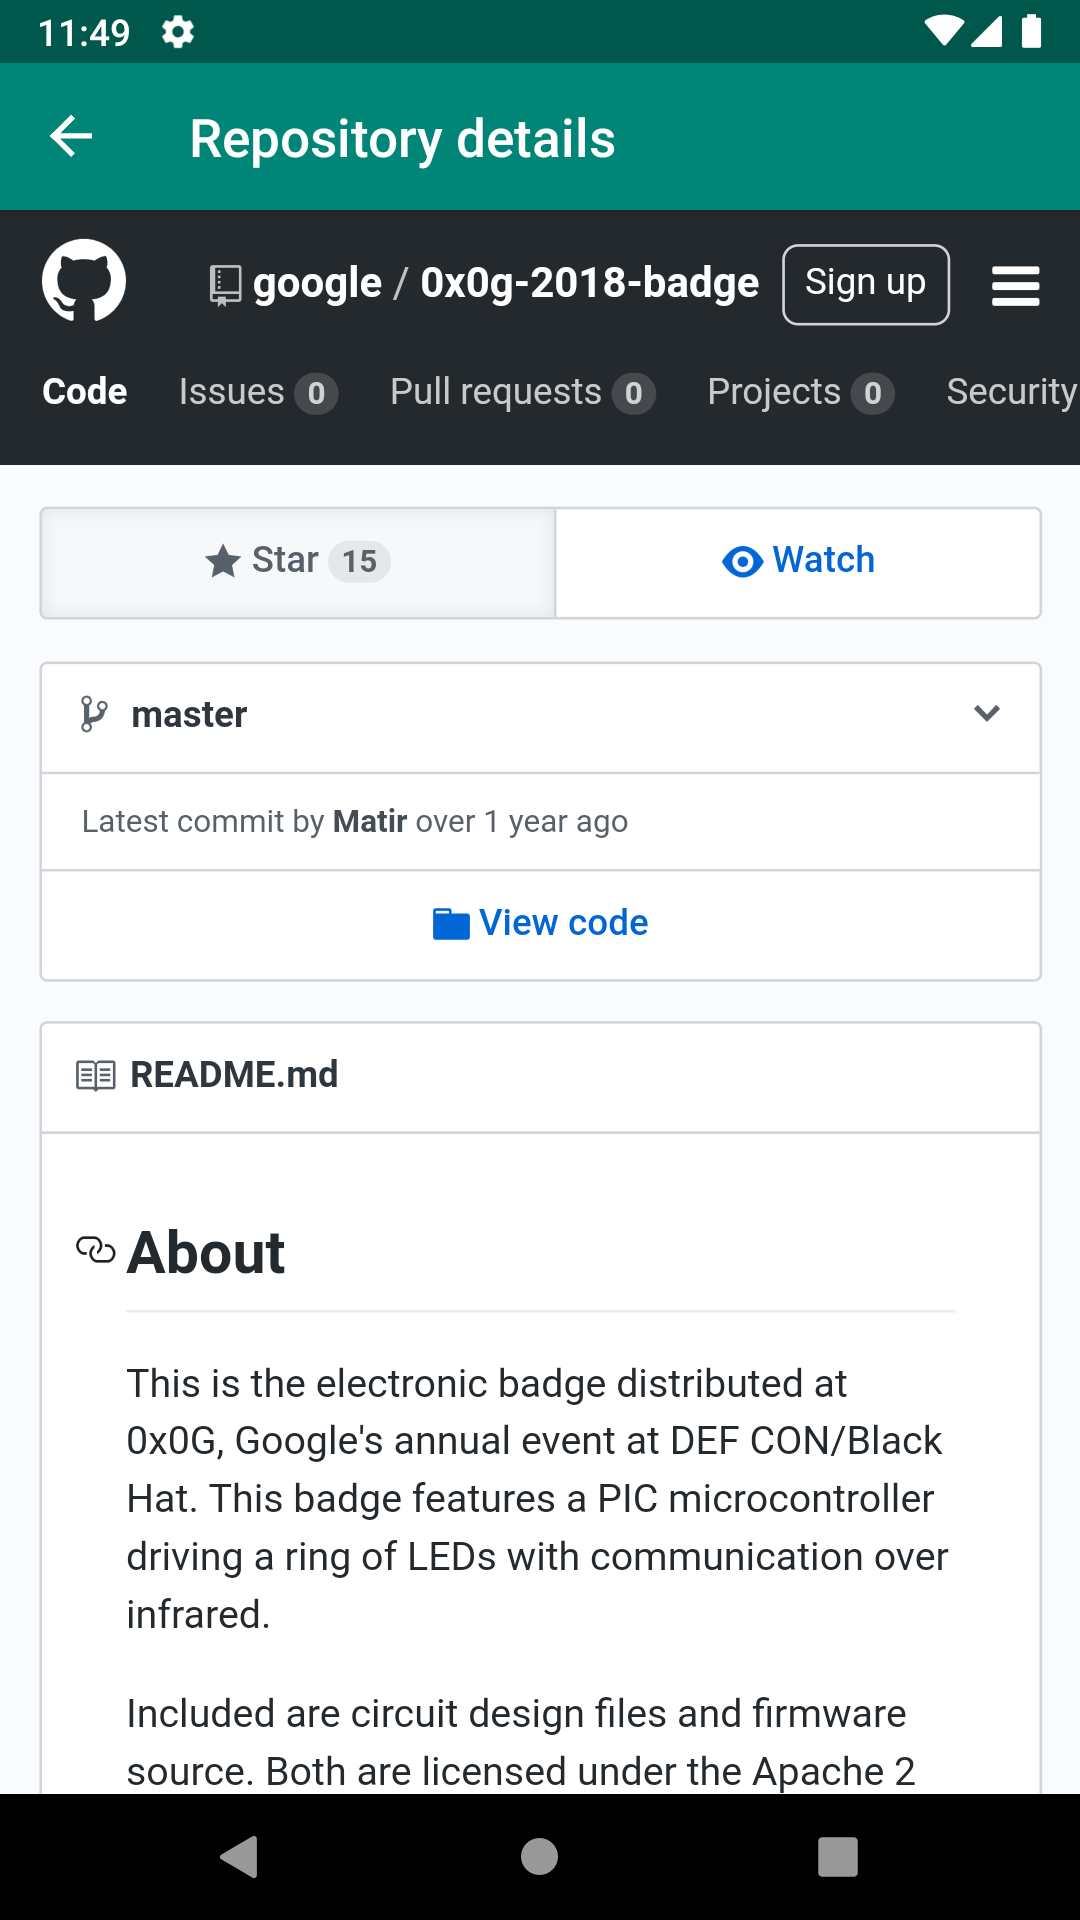 11:49
Repository details
google / 0x0g-2018-badge
Sign up
Code Issues 0 Pull requests 0 Projects 0 Security
Star 15
Watch
master
Latest commit by Matir over 1 year ago
View code
README.md
About
This is the electronic badge distributed at
0x0G, Google's annual event at DEF CON/Black
Hat. This badge features a PIC microcontroller
driving a ring of LEDs with communication over
infrared.
Included are circuit design files and firmware
source. Both are licensed under the Apache 2